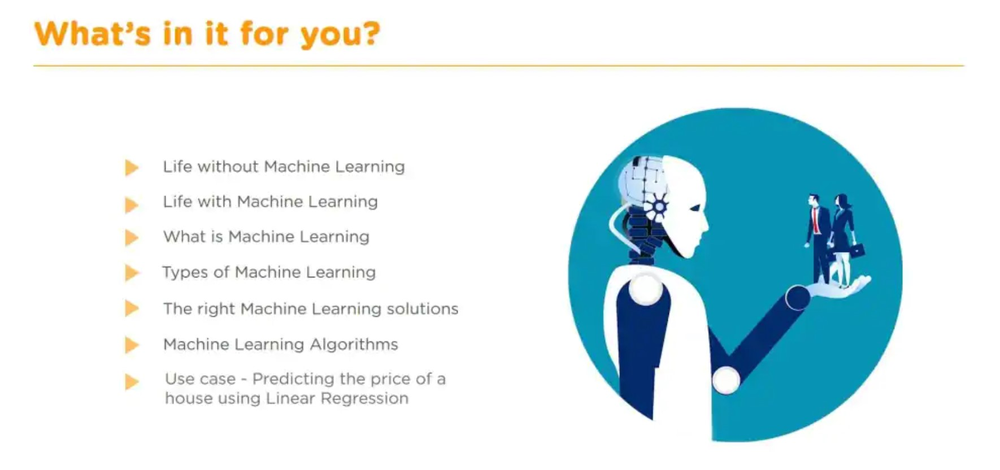 What's in it for you?
Life without Machine Learning
Life with Machine Learning
What is Machine Learning
Types of Machine Learning
The right Machine Learning solutions
Machine Learning Algorithms
Use case - Predicting the price of a
house using Linear Regression